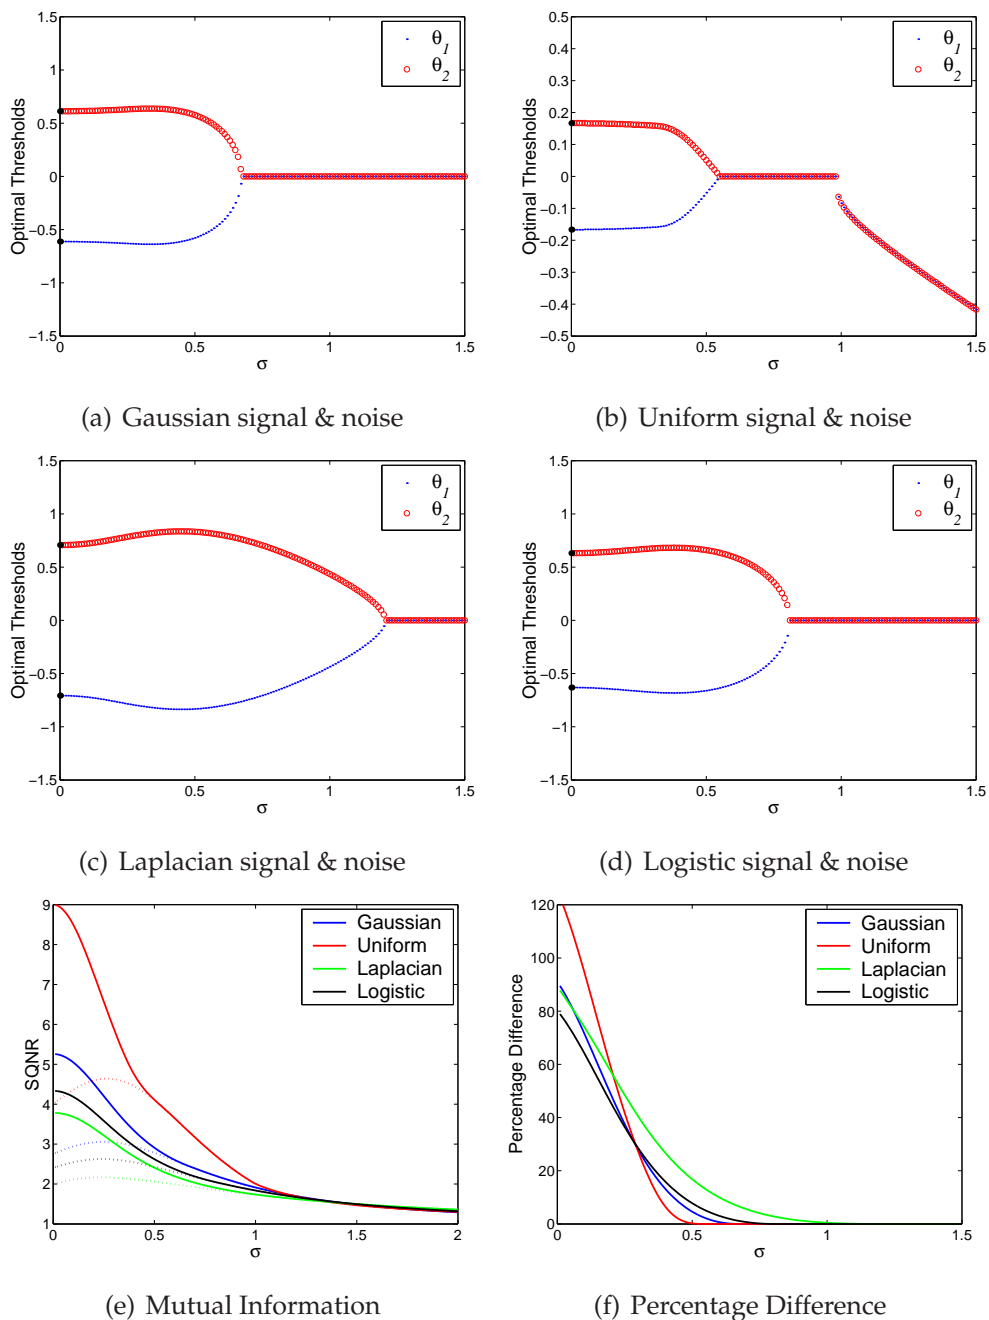 1.5
1
0.5
0
−0.5
−1
−1.5
0
0.5
1
1.5
Optimal Thresholds
σ
θ1
θ2
(a) Gaussian signal & noise
0.5
0.4
0.3
0.2
0.1
0
−0.1
−0.2
−0.3
−0.4
−0.5
0
0.5
1
1.5
Optimal Thresholds
σ
θ1
θ2
(b) Uniform signal & noise
1.5
1
0.5
0
−0.5
−1
−1.5
0
0.5
1
1.5
Optimal Thresholds
σ
θ1
θ2
(c) Laplacian signal & noise
1.5
1
0.5
0
−0.5
−1
−1.5
0
0.5
1
1.5
Optimal Thresholds
σ
θ1
θ2
(d) Logistic signal & noise
9
8
7
6
5
4
3
2
1
0
0.5
1
1.5
2
SQNR
σ
Gaussian
Uniform
Laplacian
Logistic
(e) Mutual Information
120
100
80
60
40
20
0
0
0.5
1
1.5
Percentage Difference
σ
Gaussian
Uniform
Laplacian
Logistic
(f) Percentage Difference